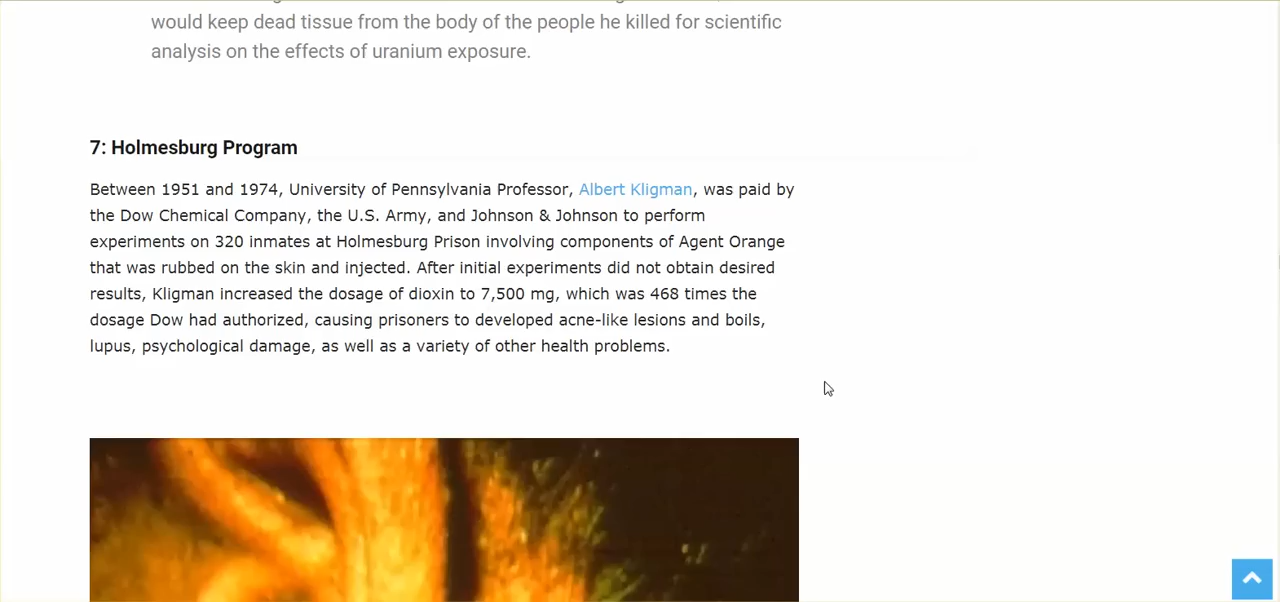 would keep dead tissue from the body of the people he killed for scientific
analysis on the effects of uranium exposure.
7: Holmesburg Program
Between 1951 and 1974, University of Pennsylvania Professor, Albert Kligman, was paid by
the Dow Chemical Company, the U.S. Army, and Johnson & Johnson to perform
experiments on 320 inmates at Holmesburg Prison involving components of Agent Orange
that was rubbed on the skin and injected. After initial experiments did not obtain desired
results, Kligman increased the dosage of dioxin to 7,500 mg, which was 468 times the
dosage Dow had authorized, causing prisoners to developed acne-like lesions and boils,
lupus, psychological damage, as well as a variety of other health problems.